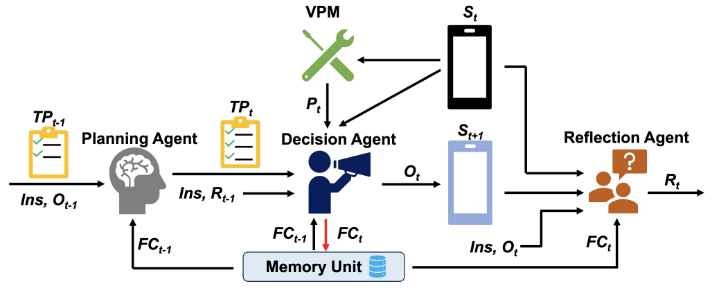 VPM
S_t
TP_{t-1}
TP_t
P_t
Planning Agent
Decision Agent
S_{t+1}
Reflection Agent
Ins, O_{t-1}
Ins, R_{t-1}
O_t
R_t
FC_{t-1}
FC_{t-1}
FC_t
Ins, O_t
FC_t
Memory Unit
?